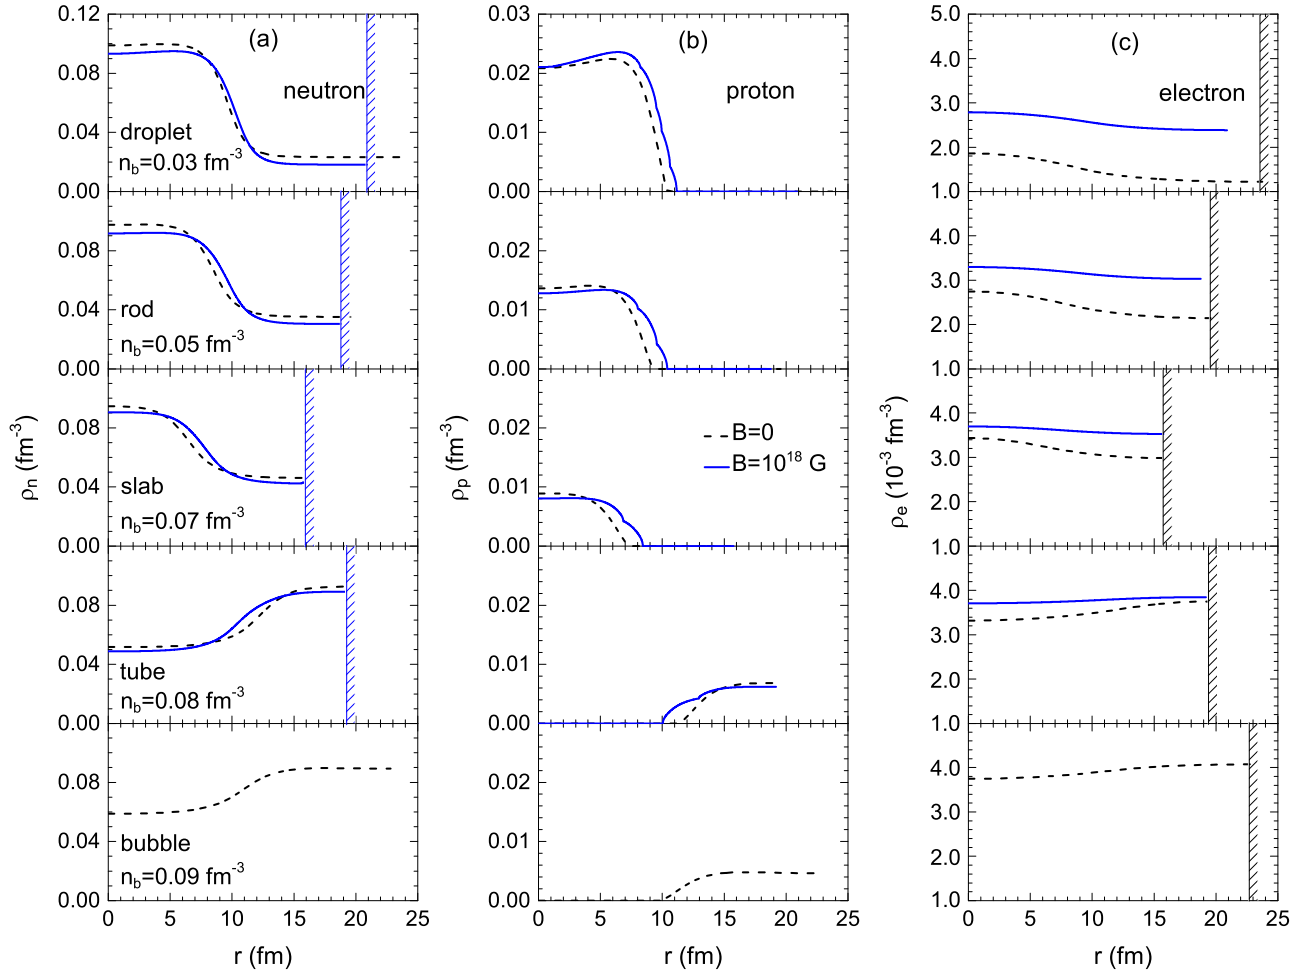 0.12
(a)
neutron
0.08
0.04
droplet
n_b=0.03 fm^-3
0.00
0.08
0.04
rod
n_b=0.05 fm^-3
0.00
0.08
0.04
slab
n_b=0.07 fm^-3
0.00
0.08
0.04
tube
n_b=0.08 fm^-3
0.00
0.08
0.04
bubble
n_b=0.09 fm^-3
0.00
0 5 10 15 20 25
r (fm)
ρ_n (fm^-3)
0.03
(b)
proton
0.02
0.01
0.00
0.02
0.01
0.00
0.02
B=0
B=10^18 G
0.01
0.00
0.02
0.01
0.00
0.02
0.01
0.00
0 5 10 15 20 25
r (fm)
ρ_p (fm^-3)
5.0
(c)
electron
4.0
3.0
2.0
1.0
4.0
3.0
2.0
1.0
4.0
3.0
2.0
1.0
4.0
3.0
2.0
1.0
4.0
3.0
2.0
1.0
0 5 10 15 20 25
r (fm)
ρ_e (10^-3 fm^-3)